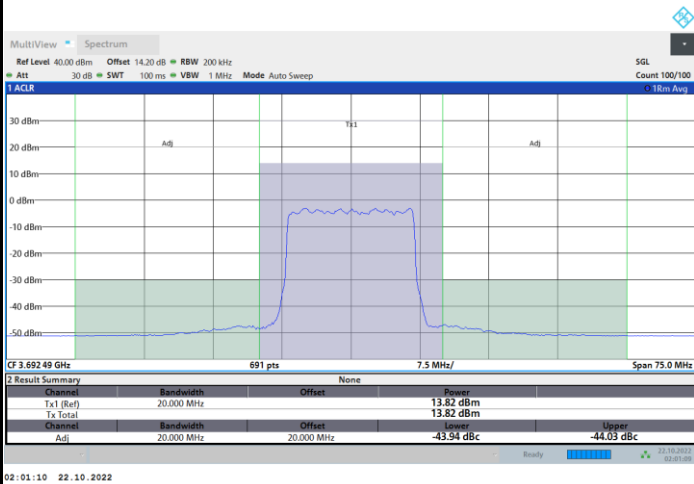 MultiView Spectrum
Ref Level 40.00 dBm Offset 14.20 dB RBW 200 kHz SGL
Att 30 dB SWT 100 ms VBW 1 MHz Mode Auto Sweep Count 100/100
1 ACLR 1Rm Avg
30 dBm
Tx1
Adj Adj
20 dBm
10 dBm
0 dBm
-10 dBm
-20 dBm
-30 dBm
-40 dBm
-50 dBm
CF 3.692 49 GHz 691 pts 7.5 MHz/ Span 75.0 MHz
2 Result Summary None
Channel Bandwidth Offset Power
Tx1 (Ref) 20.000 MHz 13.82 dBm
Tx Total 13.82 dBm
Channel Bandwidth Offset Lower Upper
Adj 20.000 MHz 20.000 MHz -43.94 dBc -44.03 dBc
Ready 22.10.2022
02:01:08
02:01:10 22.10.2022